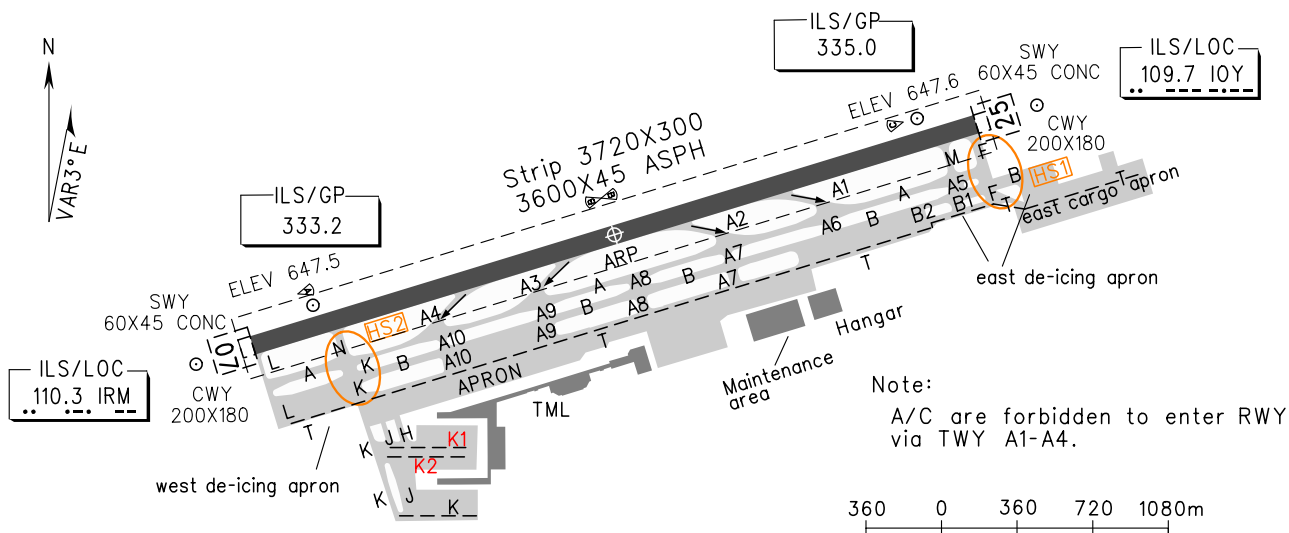 N
VAR3°E
ILS/GP
335.0
SWY
60X45 CONC
ILS/LOC
109.7 IOY
ELEV 647.6
25
CWY
200X180
Strip 3720X300
3600X45 ASPH
ILS/GP
333.2
M
F
B
HS1
T
A1
A
A5
B1
F
T
east cargo apron
A2
A6
B
B2
ARP
A7
B
A7
T
east de-icing apron
ELEV 647.5
A3
A
A8
A8
A9
B
A9
SWY
60X45 CONC
07
HS2
A4
A10
A10
N
K
B
K
L
A
L
T
T
APRON
ILS/LOC
110.3 IRM
CWY
200X180
Hangar
Maintenance
area
TML
Note:
A/C are forbidden to enter RWY
via TWY A1-A4.
J
H
K
K1
K2
west de-icing apron
K
J
K
360 0 360 720 1080m